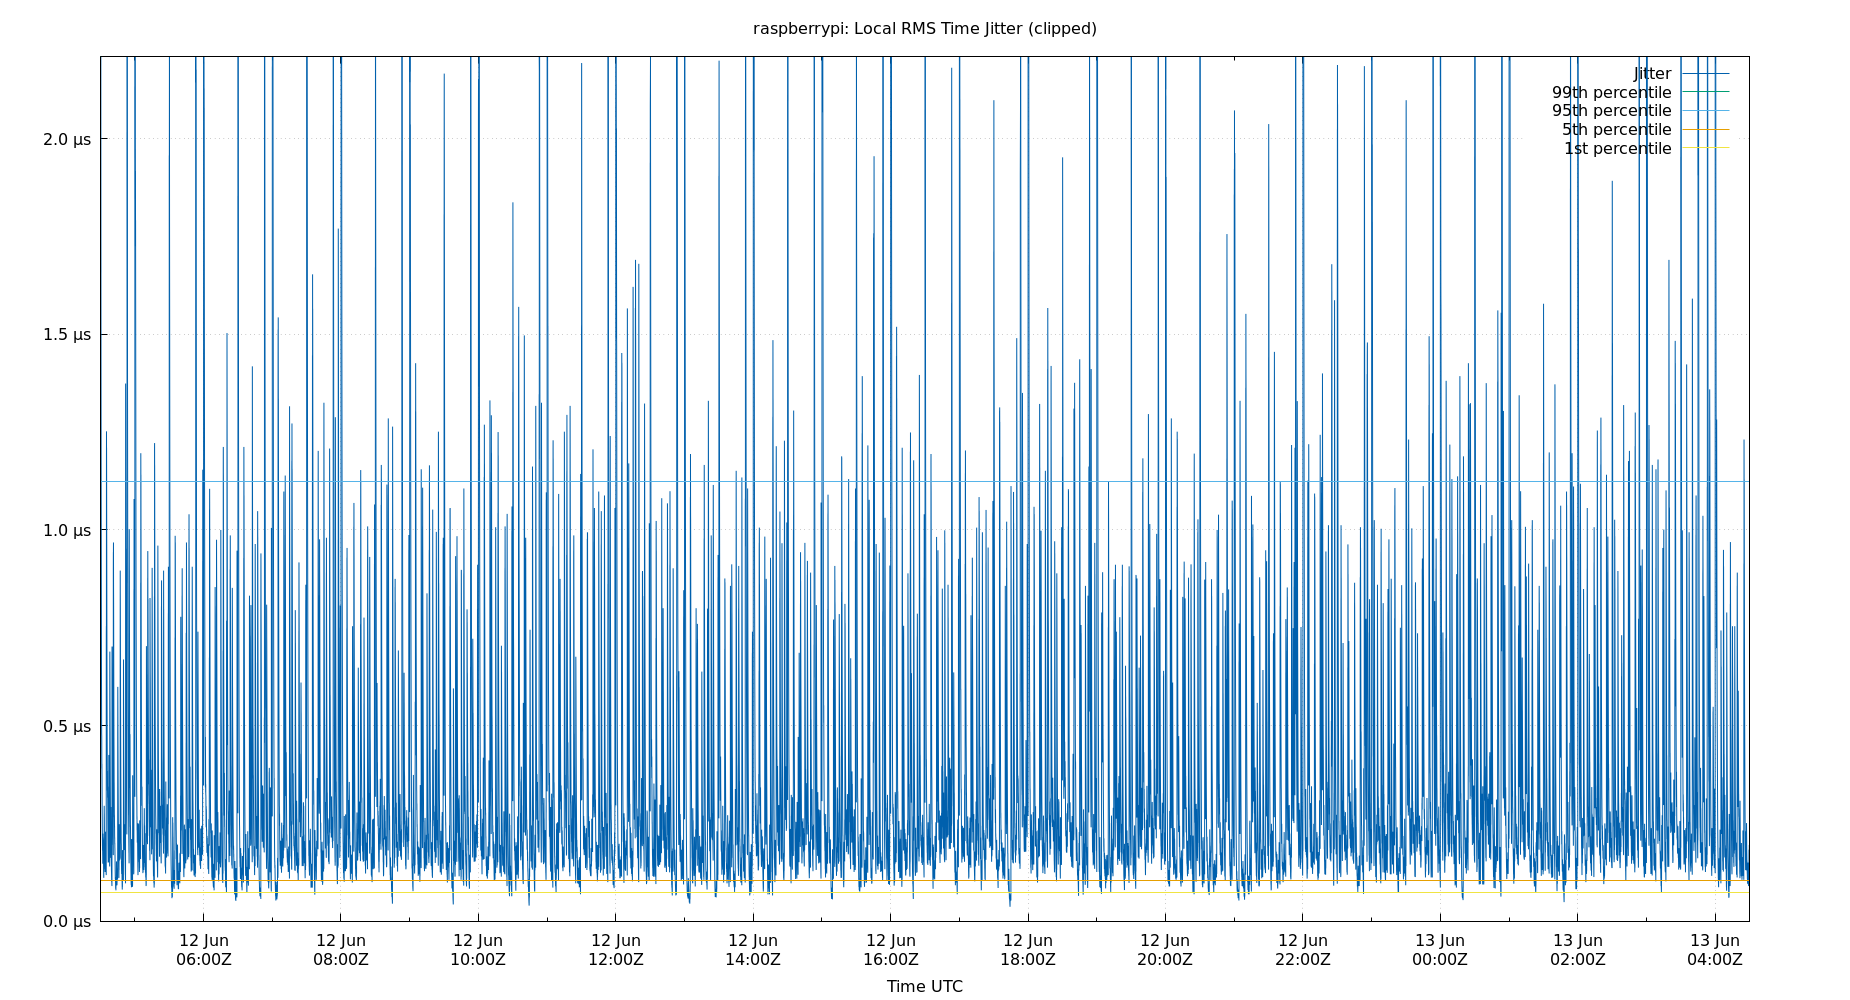 raspberrypi: Local RMS Time Jitter (clipped)
Jitter
99th percentile
95th percentile
5th percentile
1st percentile
2.0 μs
1.5 μs
1.0 μs
0.5 μs
0.0 μs
12 Jun 12 Jun 12 Jun 12 Jun 12 Jun 12 Jun 12 Jun 12 Jun 12 Jun 13 Jun 13 Jun 13 Jun
06:00Z 08:00Z 10:00Z 12:00Z 14:00Z 16:00Z 18:00Z 20:00Z 22:00Z 00:00Z 02:00Z 04:00Z
Time UTC